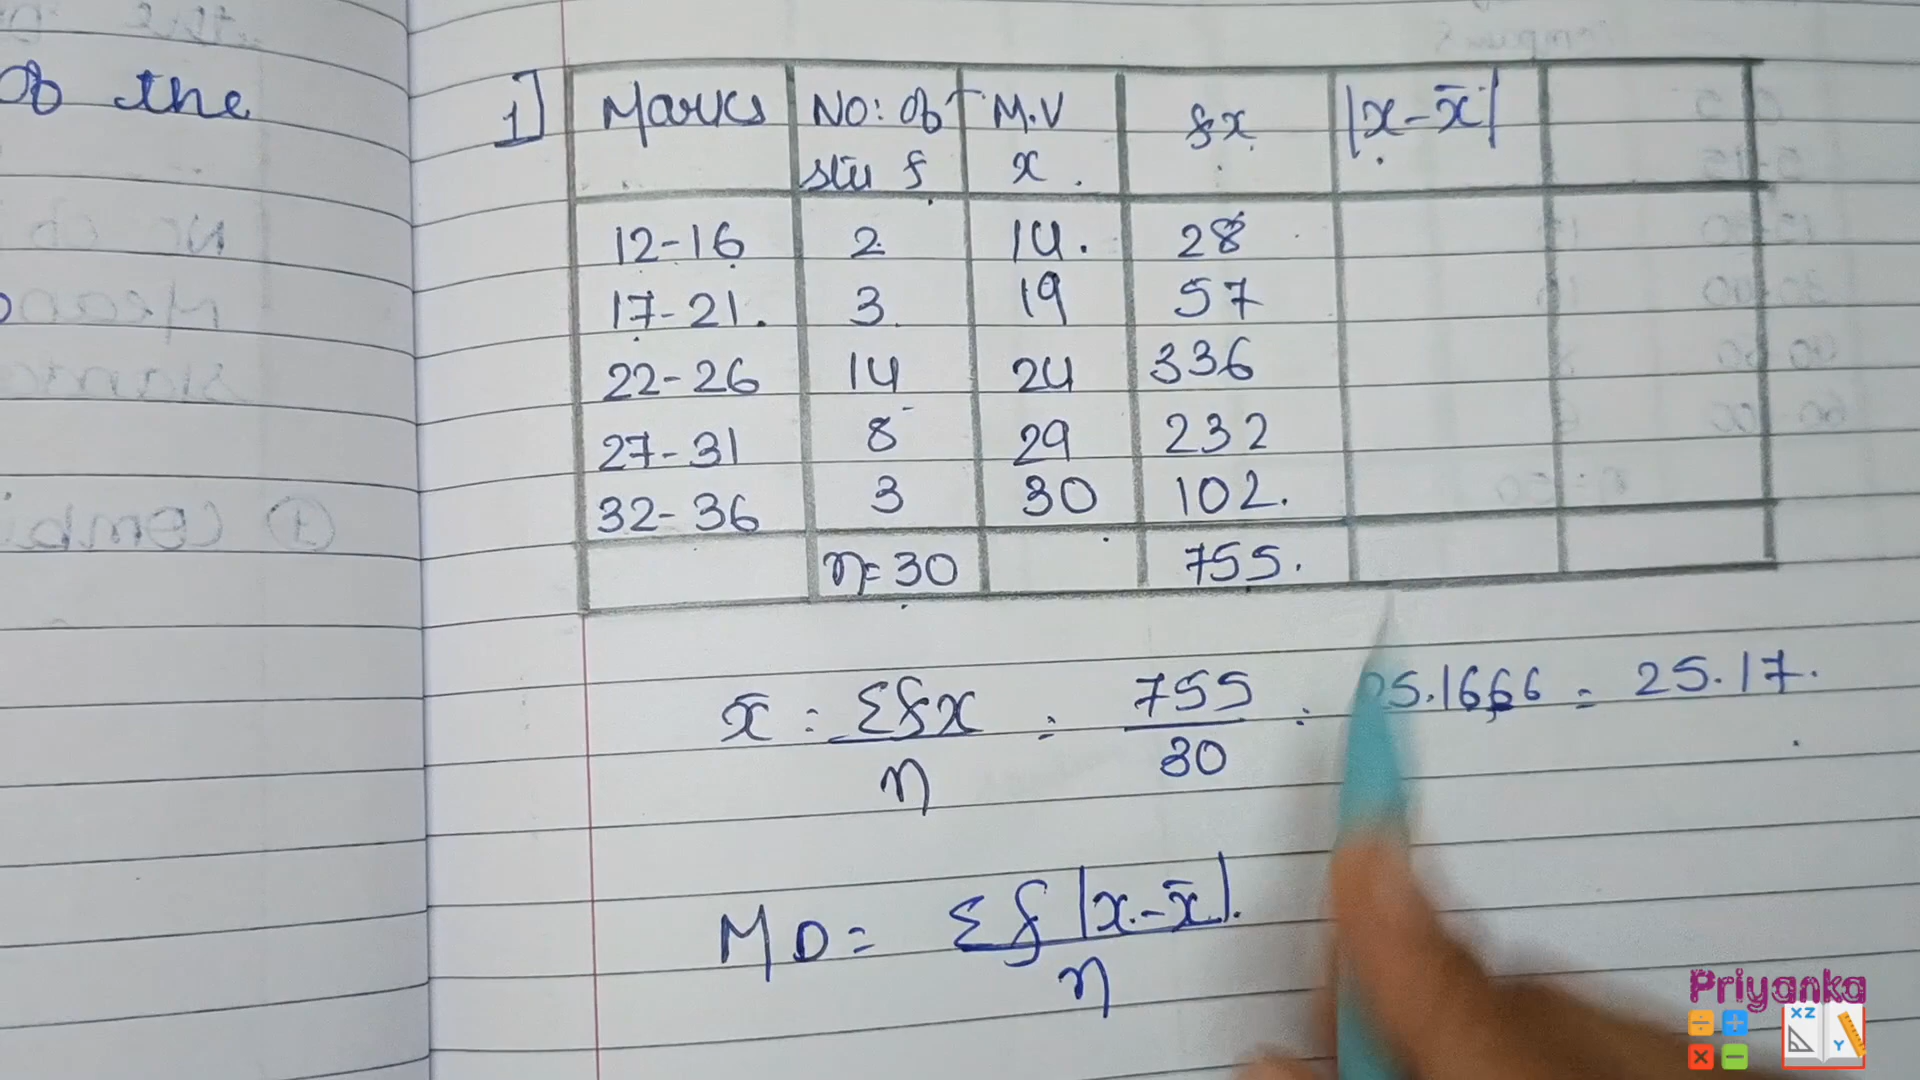 Of the
1] Marks No: of stu f M.V x fx |x-x̄|
12-16 2 14. 28
17-21. 3 19 57
22-26 14 24 336
27-31 8 29 232
32-36 3 30 102.
n=30 755.
x̄ = Σfx/n = 755/30 = 25.1666 = 25.17.
MD = Σf|x-x̄|/n
Priyanka
XZ
Y